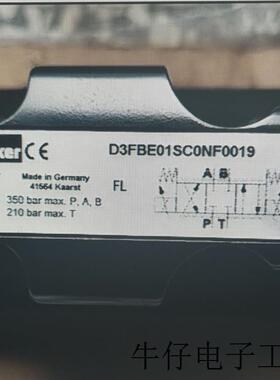 ker CE
D3FBE01SC0NF0019
Made in Germany
41564 Kaarst
FL
A B
350 bar max. P, A, B
210 bar max. T
P T
牛仔电子工